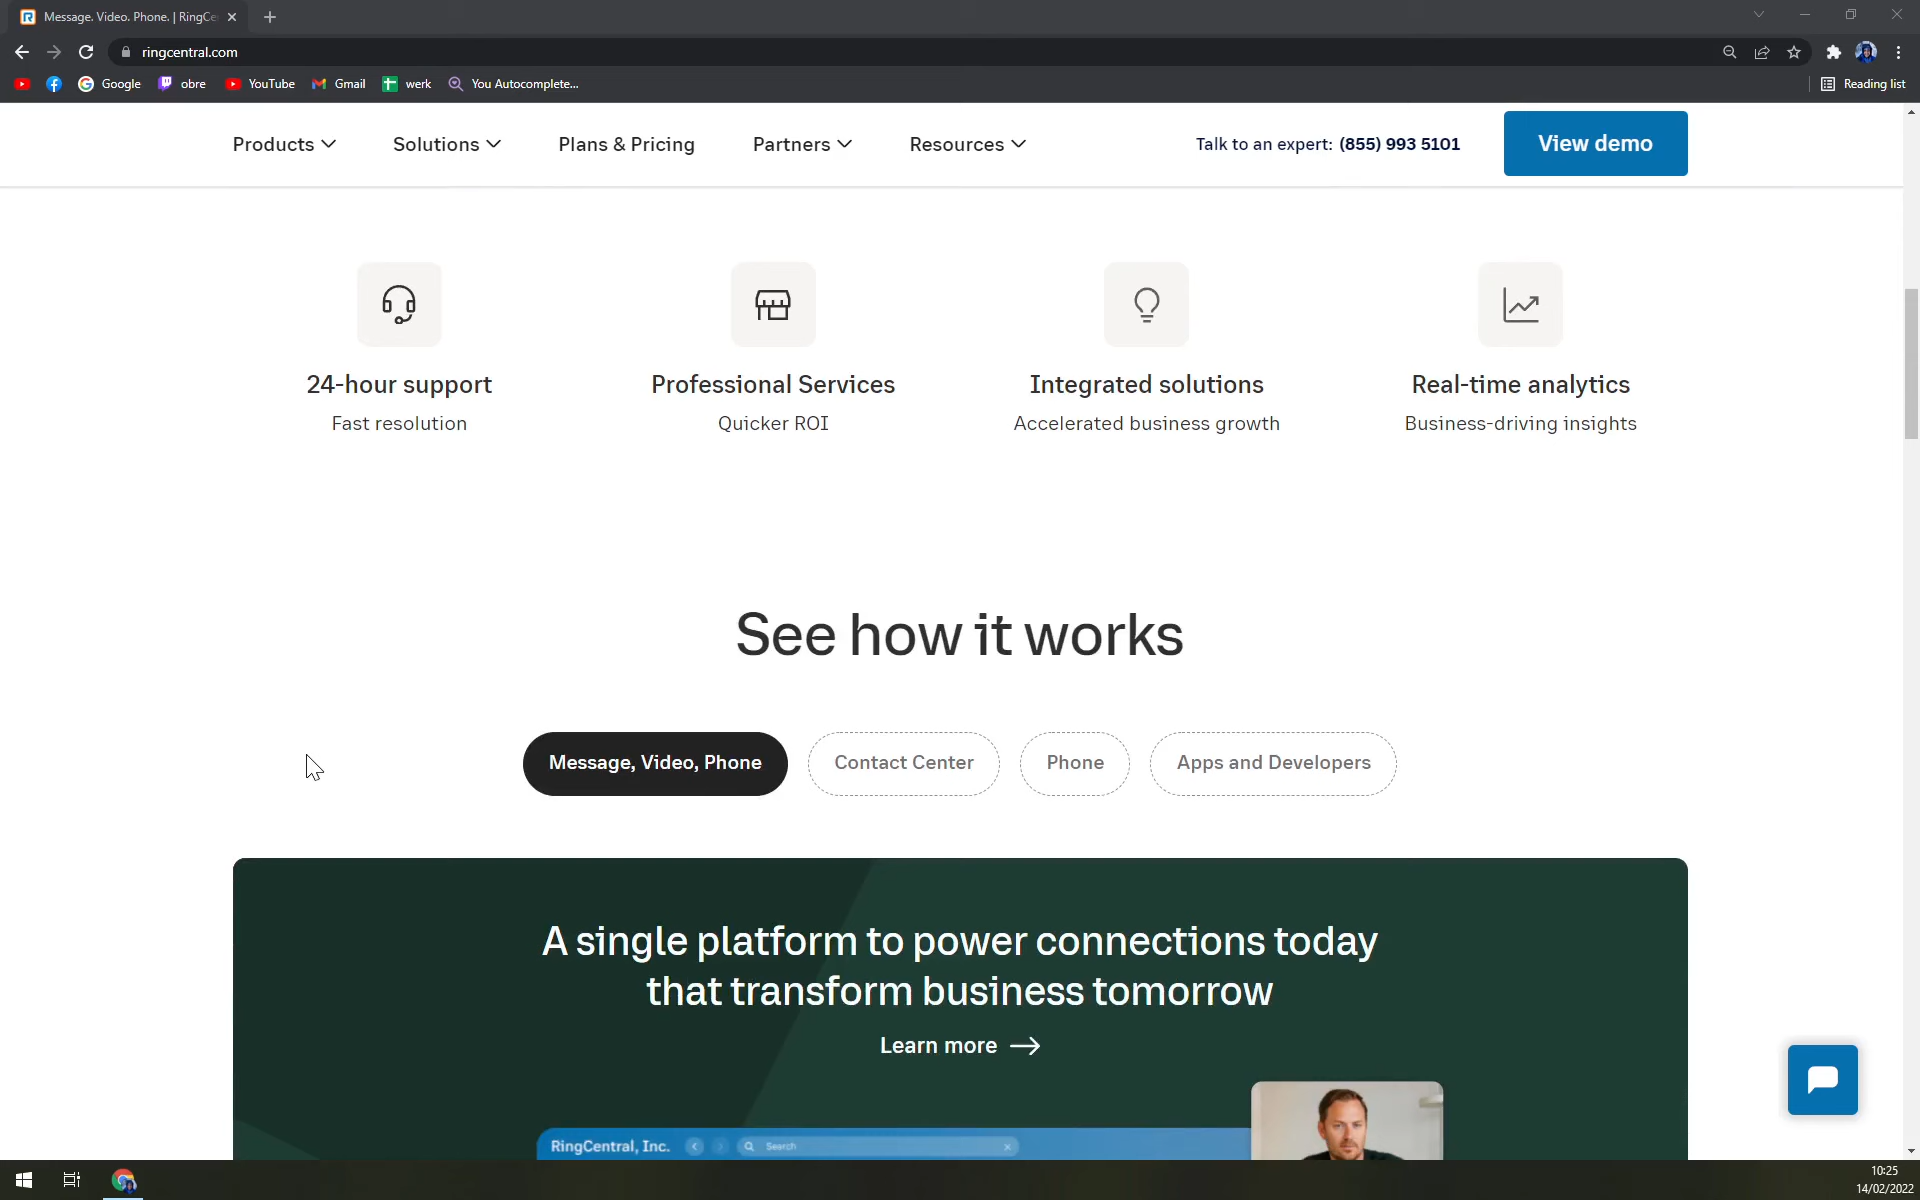 Message. Video. Phone. | RingCe
ringcentral.com
Google
obre
YouTube
Gmail
werk
You Autocomplete...
Reading list
Products
Solutions
Plans & Pricing
Partners
Resources
Talk to an expert: (855) 993 5101
View demo
24-hour support
Fast resolution
Professional Services
Quicker ROI
Integrated solutions
Accelerated business growth
Real-time analytics
Business-driving insights
See how it works
Message, Video, Phone
Contact Center
Phone
Apps and Developers
A single platform to power connections today
that transform business tomorrow
Learn more
RingCentral, Inc.
Search
10:25
14/02/2022